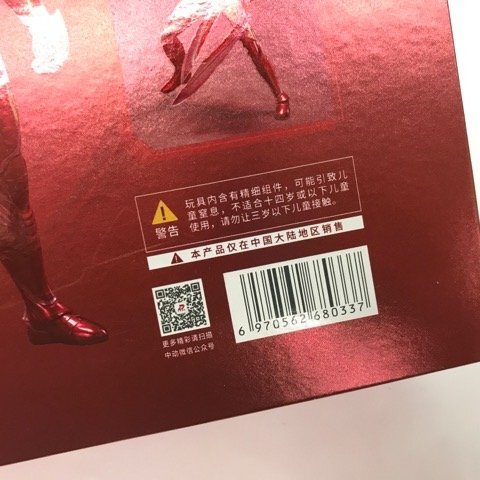 玩具内含有精细组件，可能引致儿
童窒息，不适合十四岁或以下儿童
使用，请勿让三岁以下儿童接触。
警告
本产品仅在中国大陆地区销售
更多精彩请扫描
中动微信公众号
6 970562 680337